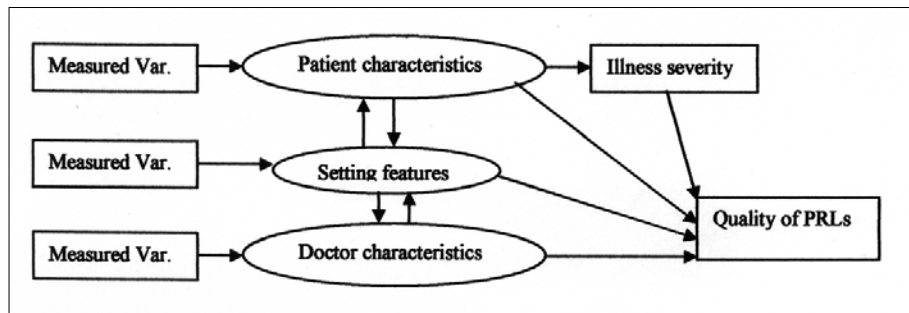 Measured Var.
Patient characteristics
Illness severity
Measured Var.
Setting features
Quality of PRLs
Measured Var.
Doctor characteristics